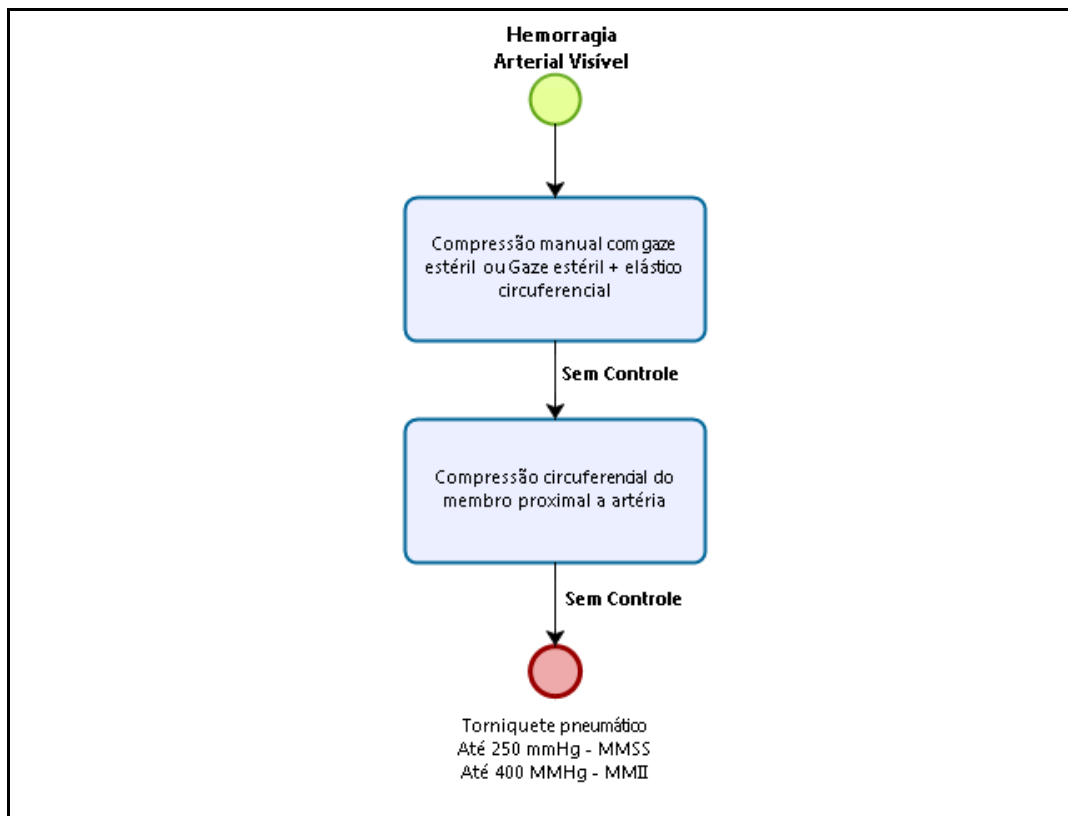 Hemorragia
Arterial Visível
Compressão manual com gaze
estéril ou Gaze estéril + elástico
circuferencial
Sem Controle
Compressão circuferencial do
membro proximal a artéria
Sem Controle
Torniquete pneumático
Até 250 mmHg - MMSS
Até 400 MMHg - MMII